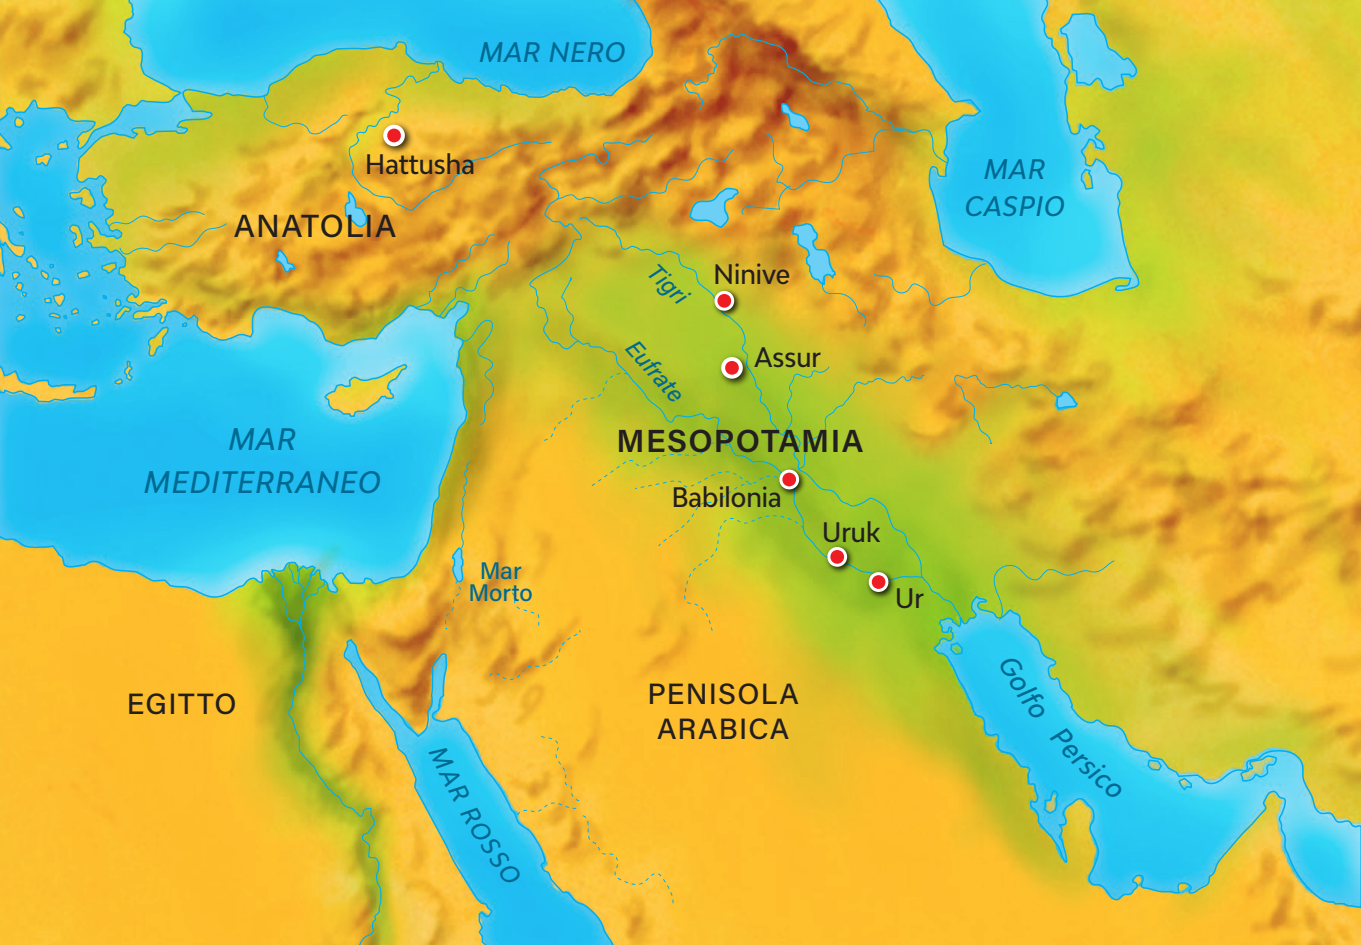 MAR NERO
Hattusha
MAR
CASPIO
ANATOLIA
Tigri
Ninive
Eufrate
Assur
MAR
MEDITERRANEO
MESOPOTAMIA
Babilonia
Uruk
Mar
Morto
Ur
EGITTO
PENISOLA
ARABICA
Golfo Persico
MAR ROSSO